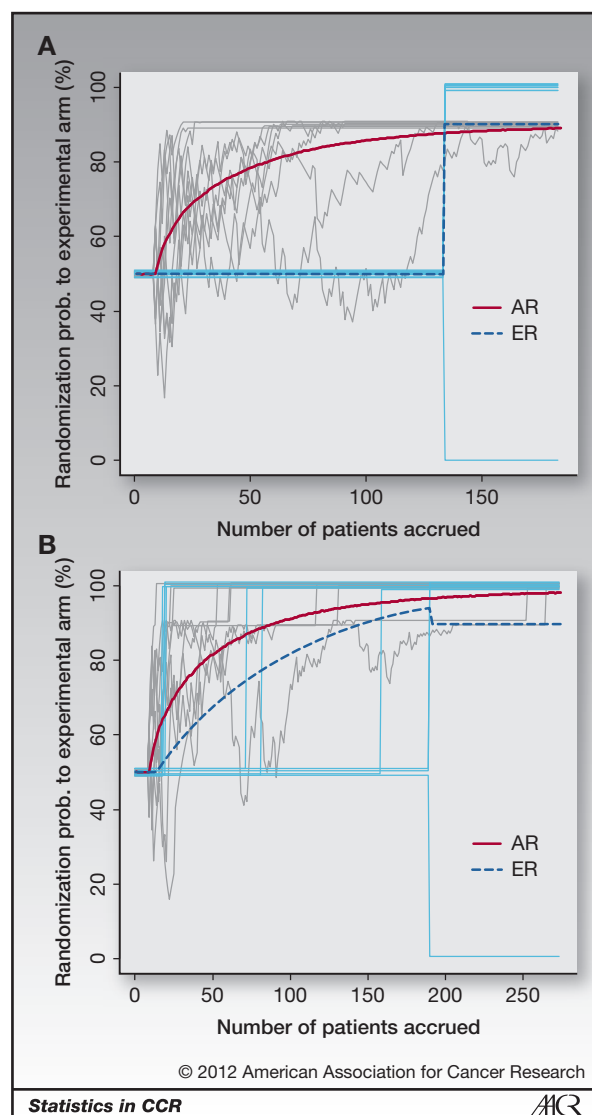 A
Randomization prob. to experimental arm (%)
100
80
60
40
20
0
AR
ER
0 50 100 150
Number of patients accrued
B
Randomization prob. to experimental arm (%)
100
80
60
40
20
0
AR
ER
0 50 100 150 200 250
Number of patients accrued
© 2012 American Association for Cancer Research
Statistics in CCR
AACR